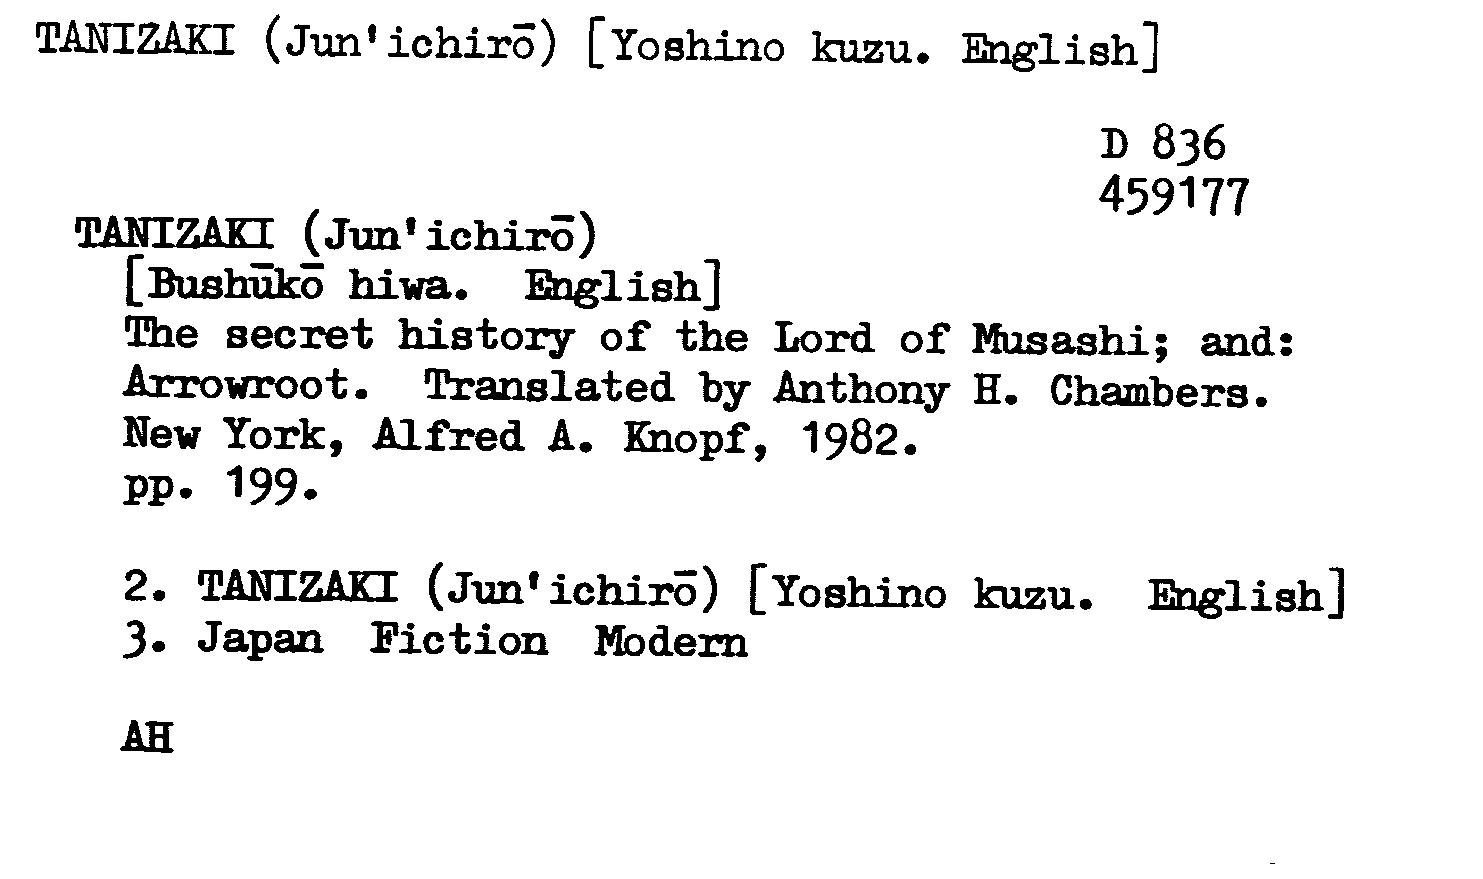 TANIZAKI (Jun'ichirō) [Yoshino kuzu. English]
D 836
459177
TANIZAKI (Jun'ichirō)
[Bushūkō hiwa. English]
The secret history of the Lord of Musashi; and:
Arrowroot. Translated by Anthony H. Chambers.
New York, Alfred A. Knopf, 1982.
pp. 199.
2. TANIZAKI (Jun'ichirō) [Yoshino kuzu. English]
3. Japan Fiction Modern
AH